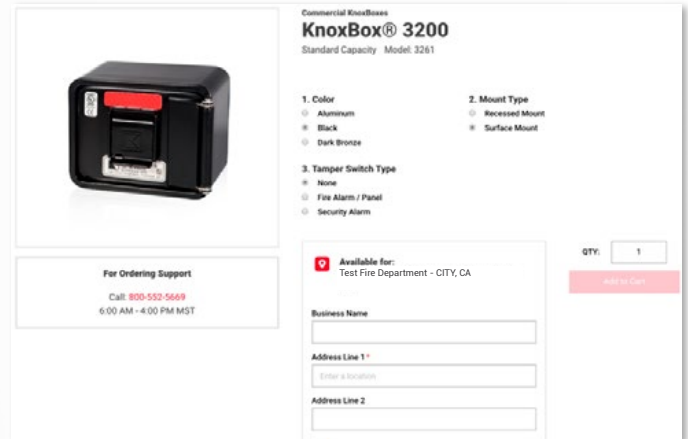 Commercial KnoxBoxes
KnoxBox® 3200
Standard Capacity Model: 3261
1. Color
Aluminum
Black
Dark Bronze
2. Mount Type
Recessed Mount
Surface Mount
3. Tamper Switch Type
None
Fire Alarm / Panel
Security Alarm
For Ordering Support
Call: 800-552-5669
6:00 AM - 4:00 PM MST
Available for:
Test Fire Department - CITY, CA
Business Name
Address Line 1 *
Enter a location
Address Line 2
QTY: 1
Add to Cart